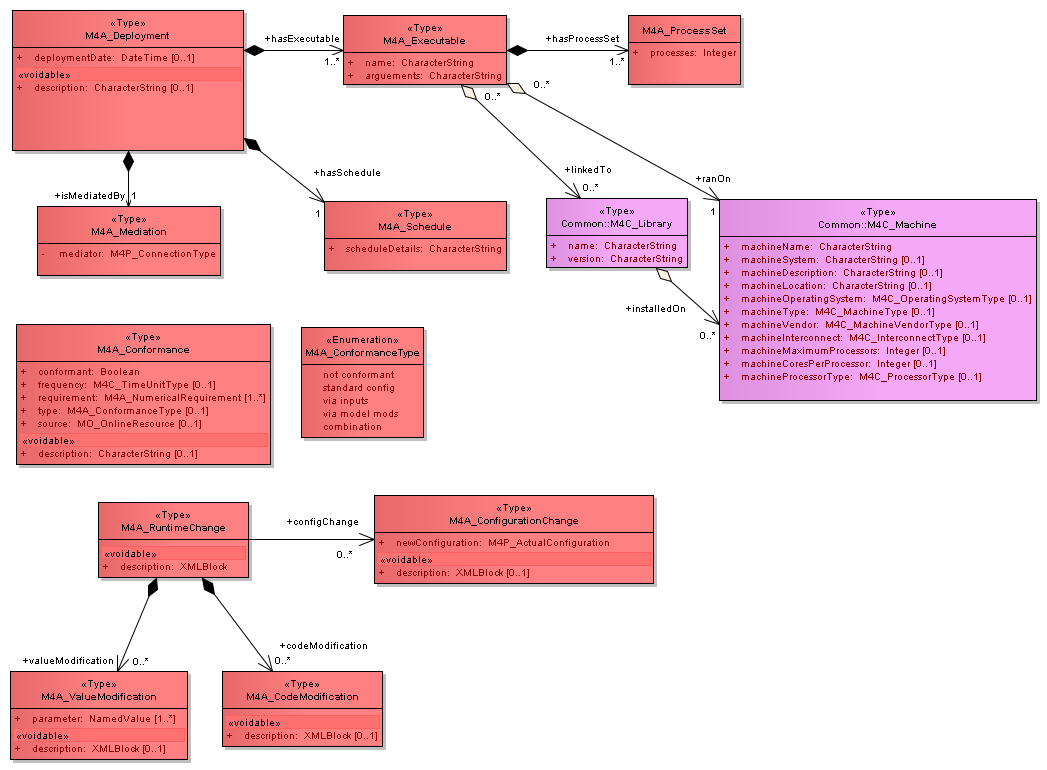 «Type»
M4A_Deployment
+ deploymentDate: DateTime [0..1]
«voidable»
+ description: CharacterString [0..1]
+hasExecutable
1..*
«Type»
M4A_Executable
+ name: CharacterString
+ arguements: CharacterString
+hasProcessSet
1..*
M4A_ProcessSet
+ processes: Integer
0..*
0..*
+isMediatedBy
1
+hasSchedule
1
+linkedTo
0..*
+ranOn
1
«Type»
M4A_Mediation
- mediator: M4P_ConnectionType
«Type»
M4A_Schedule
+ scheduleDetails: CharacterString
«Type»
Common::M4C_Library
+ name: CharacterString
+ version: CharacterString
+installedOn
0..*
«Type»
Common::M4C_Machine
+ machineName: CharacterString
+ machineSystem: CharacterString [0..1]
+ machineDescription: CharacterString [0..1]
+ machineLocation: CharacterString [0..1]
+ machineOperatingSystem: M4C_OperatingSystemType [0..1]
+ machineType: M4C_MachineType [0..1]
+ machineVendor: M4C_MachineVendorType [0..1]
+ machineInterconnect: M4C_InterconnectType [0..1]
+ machineMaximumProcessors: Integer [0..1]
+ machineCoresPerProcessor: Integer [0..1]
+ machineProcessorType: M4C_ProcessorType [0..1]
«Type»
M4A_Conformance
+ conformant: Boolean
+ frequency: M4C_TimeUnitType [0..1]
+ requirement: M4A_NumericalRequirement [1..*]
+ type: M4A_ConformanceType [0..1]
+ source: MO_OnlineResource [0..1]
«voidable»
+ description: CharacterString [0..1]
«Enumeration»
M4A_ConformanceType
not conformant
standard config
via inputs
via model mods
combination
«Type»
M4A_RuntimeChange
«voidable»
+ description: XMLBlock
+configChange
0..*
«Type»
M4A_ConfigurationChange
+ newConfiguration: M4P_ActualConfiguration
«voidable»
+ description: XMLBlock [0..1]
+valueModification
0..*
+codeModification
0..*
«Type»
M4A_ValueModification
+ parameter: NamedValue [1..*]
«voidable»
+ description: XMLBlock [0..1]
«Type»
M4A_CodeModification
«voidable»
+ description: XMLBlock [0..1]